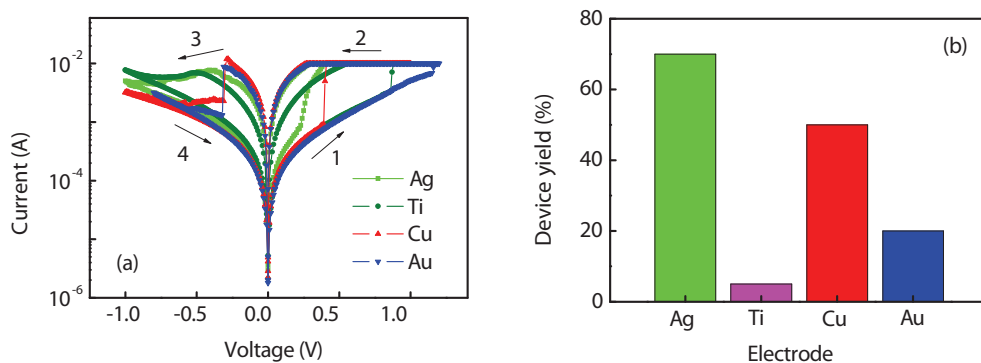 10⁻²
10⁻⁴
10⁻⁶
Current (A)
3
2
4
1
(a)
Ag
Ti
Cu
Au
-1.0
-0.5
0.0
0.5
1.0
Voltage (V)
80
60
40
20
0
Device yield (%)
(b)
Ag
Ti
Cu
Au
Electrode